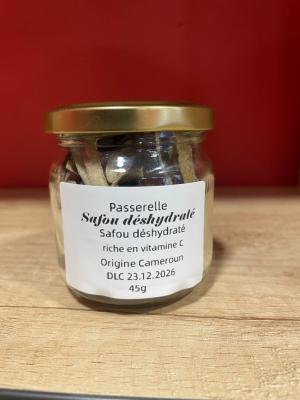 Passerelle
Safou déshydraté
Safou déshydraté
riche en vitamine C
Origine Cameroun
DLC 23.12.2026
45g